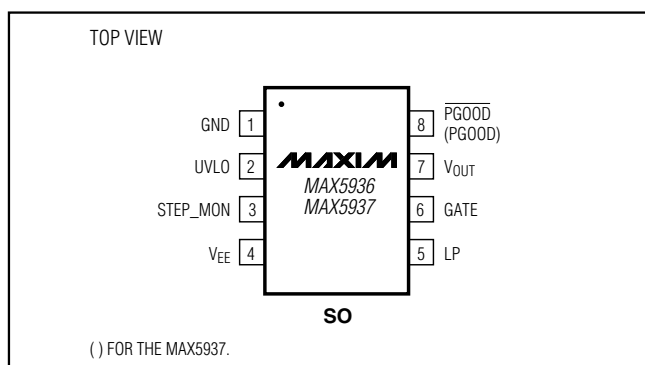 TOP VIEW
GND 1
UVLO 2
STEP_MON 3
VEE 4
MAXIM
MAX5936
MAX5937
8 PGOOD
(PGOOD)
7 VOUT
6 GATE
5 LP
SO
( ) FOR THE MAX5937.